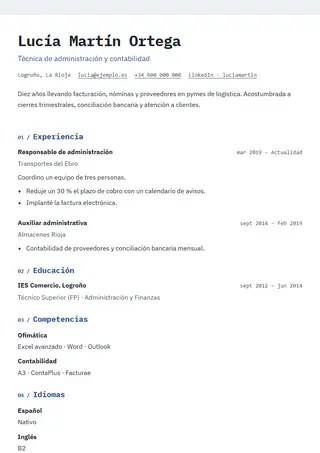 Lucía Martín Ortega
Técnica de administración y contabilidad
Logroño, La Rioja lucia@ejemplo.es +34 600 000 000 LinkedIn – luciamartin
Diez años llevando facturación, nóminas y proveedores en pymes de logística. Acostumbrada a
cierres trimestrales, conciliación bancaria y atención a clientes.
01 / Experiencia
Responsable de administración mar 2019 – Actualidad
Transportes del Ebro
Coordino un equipo de tres personas.
• Reduje un 30 % el plazo de cobro con un calendario de avisos.
• Implanté la factura electrónica.
Auxiliar administrativa sept 2014 – feb 2019
Almacenes Rioja
• Contabilidad de proveedores y conciliación bancaria mensual.
02 / Educación
IES Comercio, Logroño sept 2012 – jun 2014
Técnico Superior (FP) · Administración y Finanzas
03 / Competencias
Ofimática
Excel avanzado · Word · Outlook
Contabilidad
A3 · ContaPlus · Facturae
04 / Idiomas
Español
Nativo
Inglés
B2